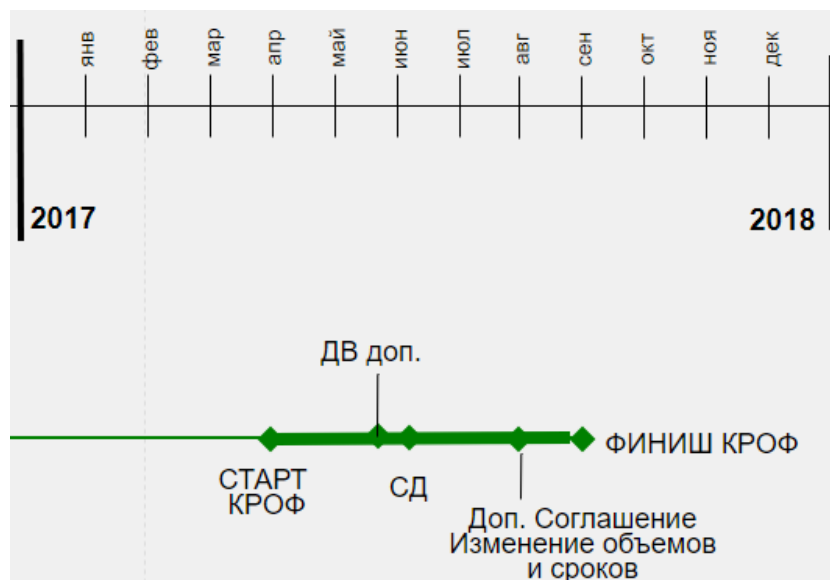 янв
фев
мар
апр
май
июн
июл
авг
сен
окт
ноя
дек
2017
2018
ДВ доп.
ФИНИШ КРОФ
СТАРТ
КРОФ
СД
Доп. Соглашение
Изменение объемов
и сроков